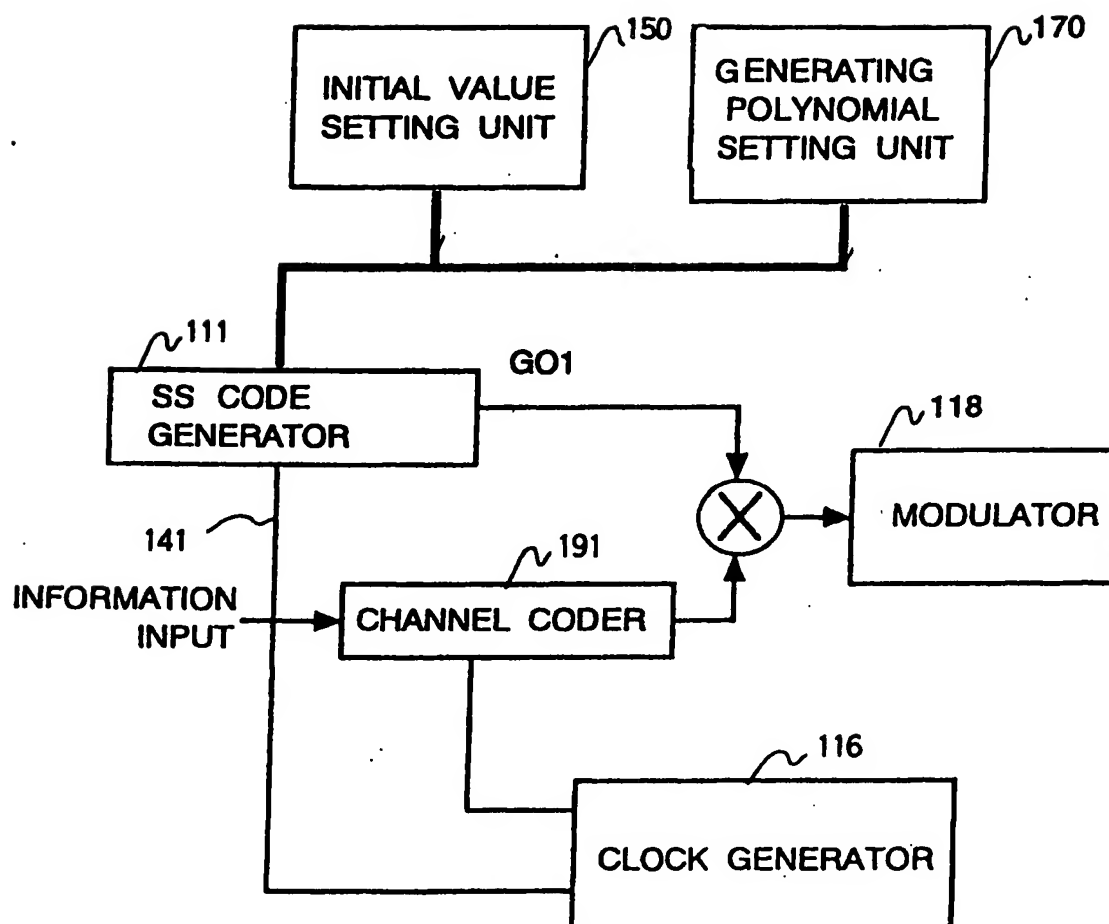 150
INITIAL VALUE
SETTING UNIT
170
GENERATING
POLYNOMIAL
SETTING UNIT
111
SS CODE
GENERATOR
GO1
118
MODULATOR
141
INFORMATION
INPUT
191
CHANNEL CODER
116
CLOCK GENERATOR